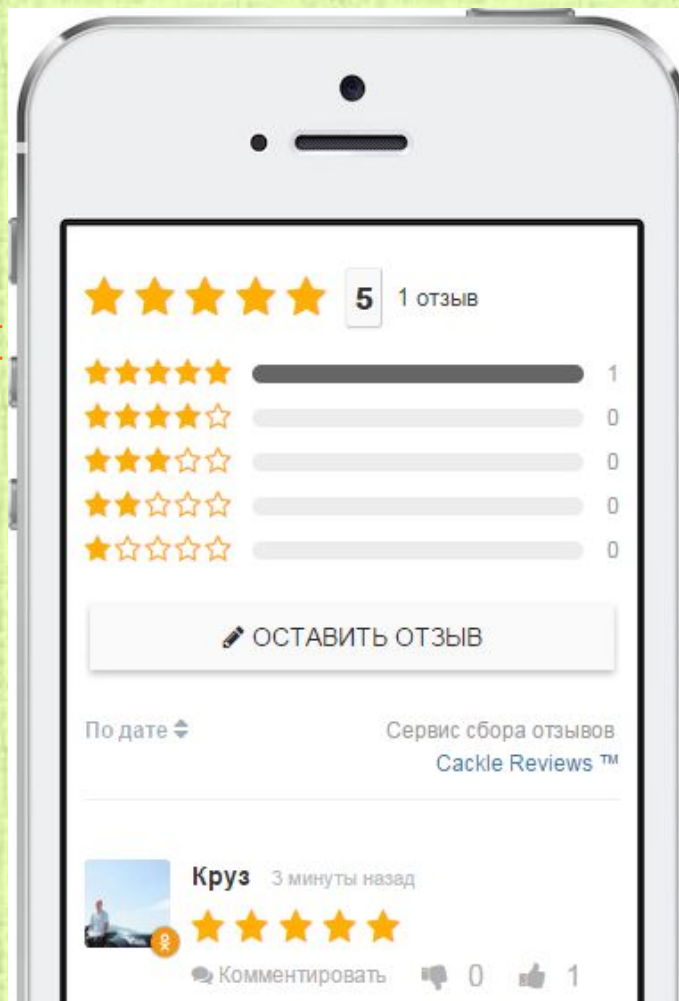 5 1 отзыв
1
0
0
0
0
ОСТАВИТЬ ОТЗЫВ
По дате Сервис сбора отзывов
Cackle Reviews ™
Круз 3 минуты назад
Комментировать 0 1